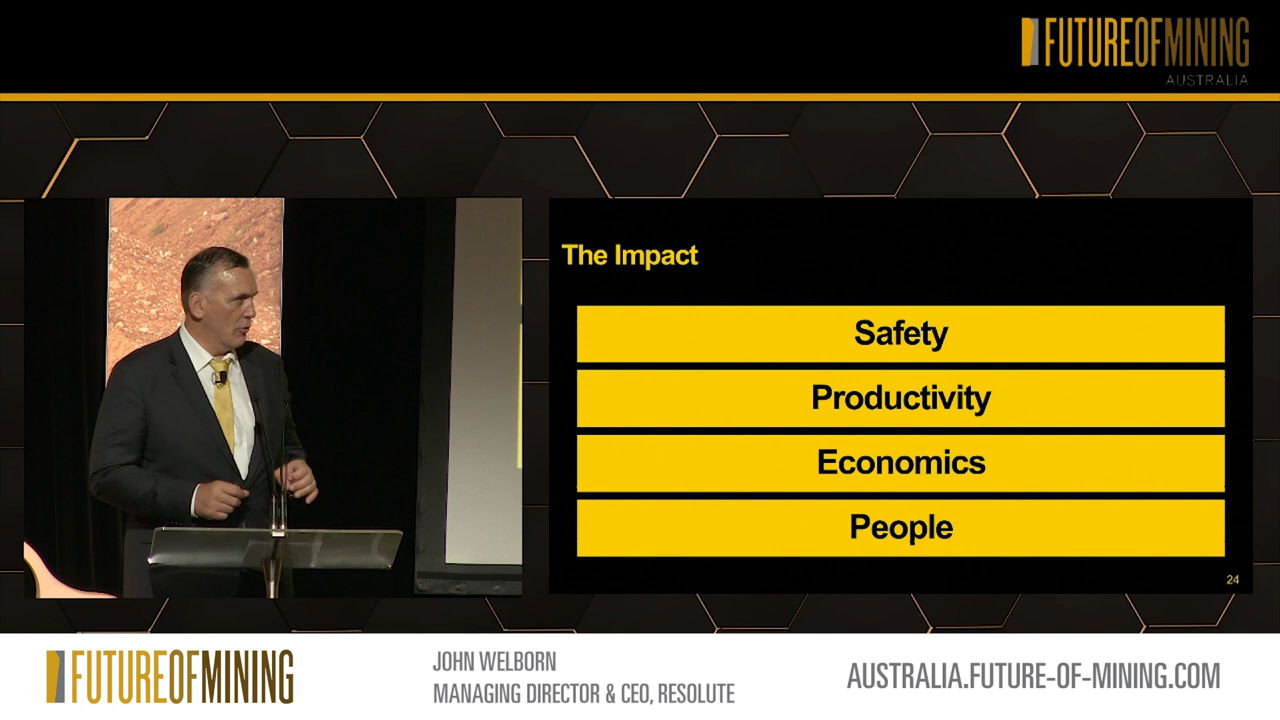 FUTUREOFMINING
AUSTRALIA
The Impact
Safety
Productivity
Economics
People
24
FUTUREOFMINING
JOHN WELBORN
MANAGING DIRECTOR & CEO, RESOLUTE
AUSTRALIA.FUTURE-OF-MINING.COM